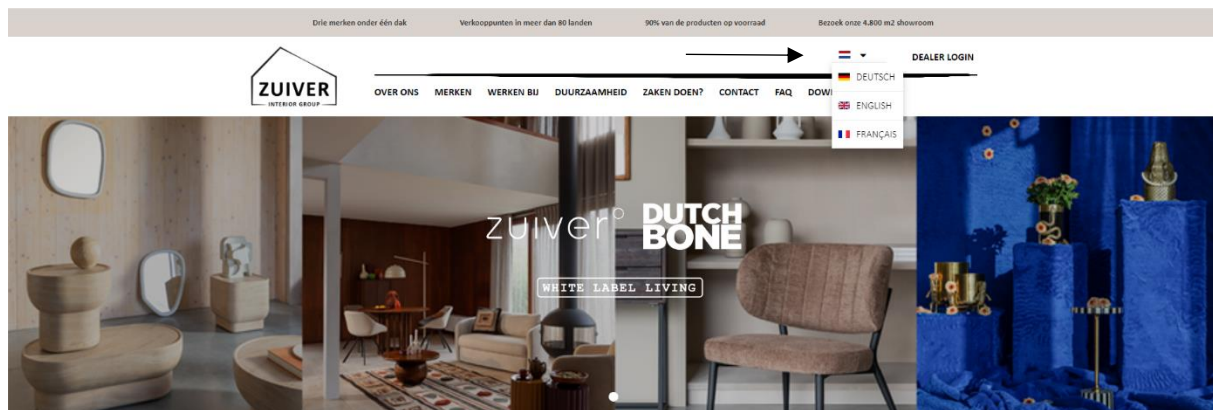 Drie merken onder één dak Verkooppunten in meer dan 80 landen 90% van de producten op voorraad Bezoek onze 4.800 m2 showroom
DEALER LOGIN
ZUIVER
INTERIOR GROUP
OVER ONS MERKEN WERKEN BIJ DUURZAAMHEID ZAKEN DOEN? CONTACT FAQ
DEUTSCH
ENGLISH
FRANÇAIS
zuiver DUTCH
BONE
WHITE LABEL LIVING